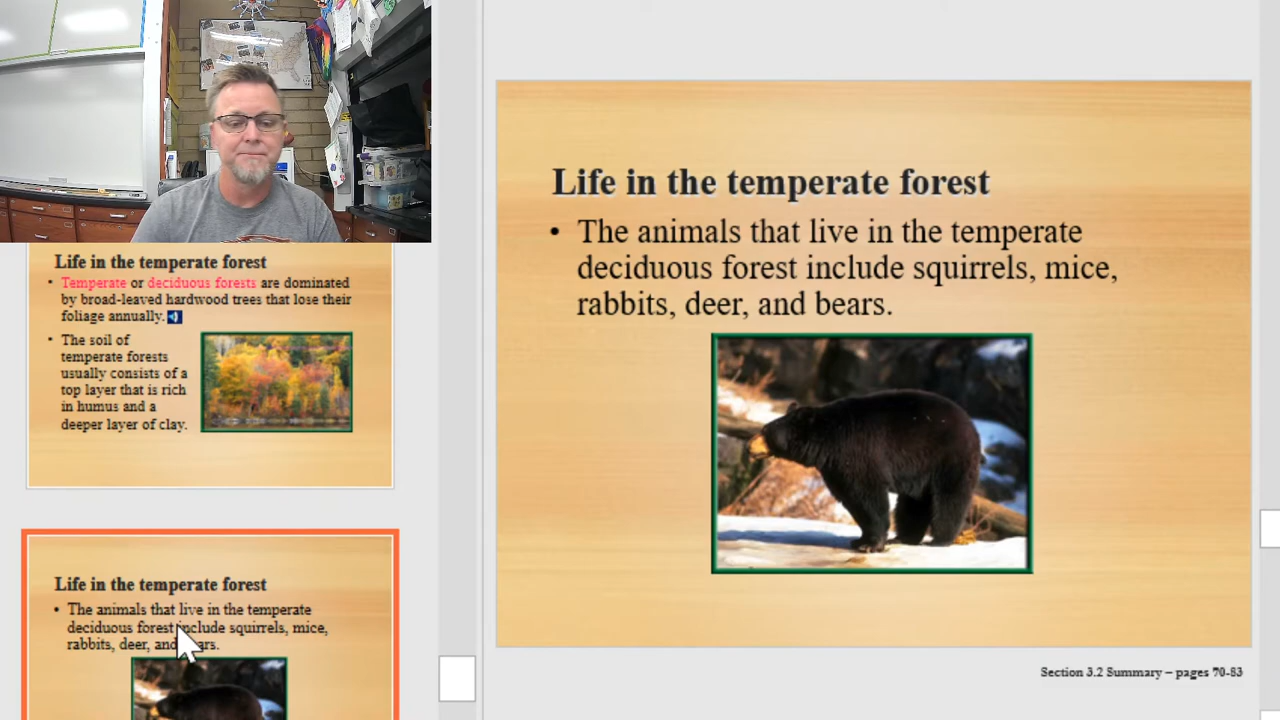 Life in the temperate forest
• Temperate or deciduous forests are dominated
by broad-leaved hardwood trees that lose their
foliage annually.
• The soil of
temperate forests
usually consists of a
top layer that is rich
in humus and a
deeper layer of clay.
Life in the temperate forest
• The animals that live in the temperate
deciduous forest include squirrels, mice,
rabbits, deer, and
Life in the temperate forest
• The animals that live in the temperate
deciduous forest include squirrels, mice,
rabbits, deer, and bears.
Section 3.2 Summary – pages 70-83